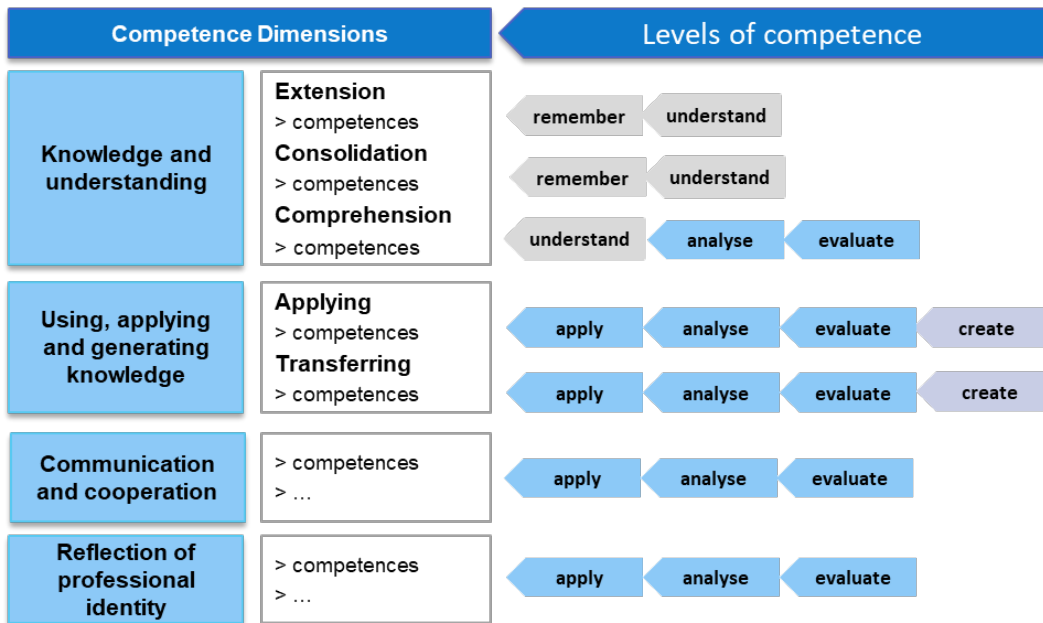 Competence Dimensions
Levels of competence
Knowledge and
understanding
Extension
> competences
Consolidation
> competences
Comprehension
> competences
remember
understand
remember
understand
understand
analyse
evaluate
Using, applying
and generating
knowledge
Applying
> competences
Transferring
> competences
apply
analyse
evaluate
create
apply
analyse
evaluate
create
Communication
and cooperation
> competences
> ...
apply
analyse
evaluate
Reflection of
professional
identity
> competences
> ...
apply
analyse
evaluate